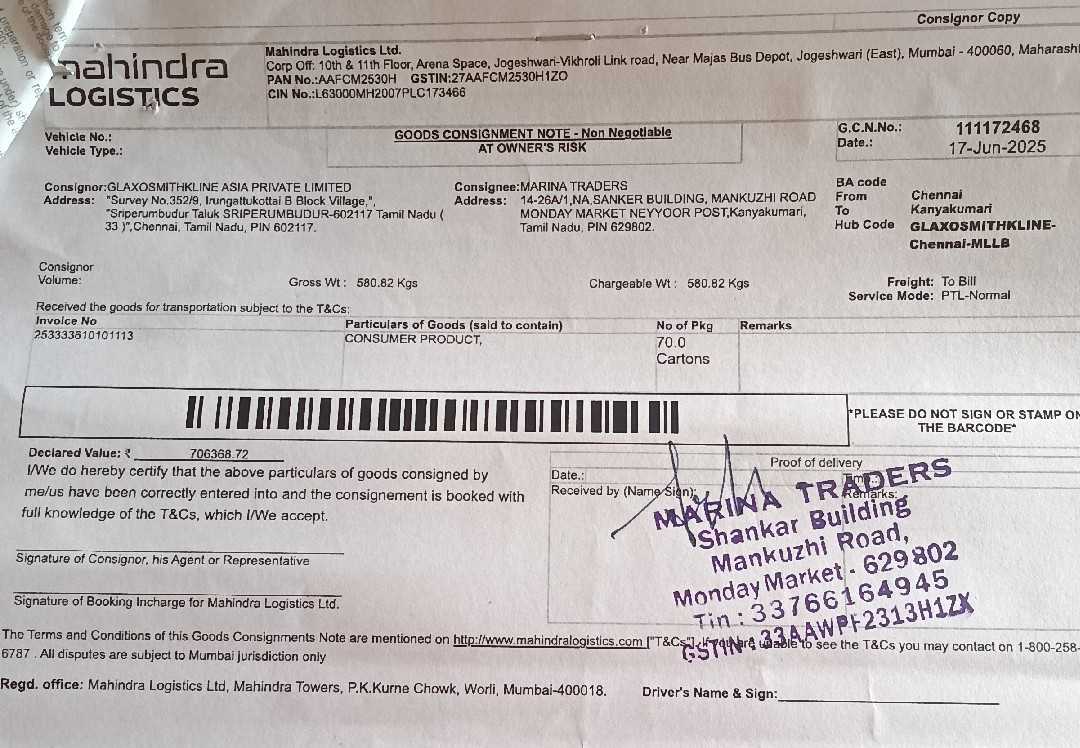 Consignor Copy
mahindra
LOGISTICS
Mahindra Logistics Ltd.
Corp Off: 10th & 11th Floor, Arena Space, Jogeshwari-Vikhroli Link road, Near Majas Bus Depot, Jogeshwari (East), Mumbai - 400060, Maharasht
PAN No.:AAFCM2530H GSTIN:27AAFCM2530H1ZO
CIN No.:L63000MH2007PLC173466
Vehicle No.:
Vehicle Type.:
GOODS CONSIGNMENT NOTE - Non Negotiable
AT OWNER'S RISK
G.C.N.No.: 111172468
Date.: 17-Jun-2025
Consignor:GLAXOSMITHKLINE ASIA PRIVATE LIMITED
Address: "Survey No.352/9, Irungattukottai B Block Village,",
"Sriperumbudur Taluk SRIPERUMBUDUR-602117 Tamil Nadu (
33 )",Chennai, Tamil Nadu, PIN 602117.
Consignee:MARINA TRADERS
Address: 14-26A/1,NA,SANKER BUILDING, MANKUZHI ROAD
MONDAY MARKET NEYYOOR POST,Kanyakumari,
Tamil Nadu, PIN 629802.
BA code
From Chennai
To Kanyakumari
Hub Code GLAXOSMITHKLINE-
Chennai-MLLB
Consignor
Volume:
Gross Wt : 580.82 Kgs
Chargeable Wt : 580.82 Kgs
Freight: To Bill
Service Mode: PTL-Normal
Received the goods for transportation subject to the T&Cs:
Invoice No Particulars of Goods (said to contain) No of Pkg Remarks
253333610101113 CONSUMER PRODUCT, 70.0
Cartons
*PLEASE DO NOT SIGN OR STAMP ON
THE BARCODE*
Declared Value: ₹ 706368.72
I/We do hereby certify that the above particulars of goods consigned by
me/us have been correctly entered into and the consignement is booked with
full knowledge of the T&Cs, which I/We accept.
Proof of delivery
Date.:
Received by (Name/Sign):
Remarks:
MARINA TRADERS
Shankar Building
Mankuzhi Road,
Monday Market - 629802
Tin : 33766164945
GSTIN 33AAWPF2313H1ZX
Signature of Consignor, his Agent or Representative
Signature of Booking Incharge for Mahindra Logistics Ltd.
The Terms and Conditions of this Goods Consignments Note are mentioned on http://www.mahindralogistics.com ["T&Cs"] to see the T&Cs you may contact on 1-800-258-
6787 . All disputes are subject to Mumbai jurisdiction only
Regd. office: Mahindra Logistics Ltd, Mahindra Towers, P.K.Kurne Chowk, Worli, Mumbai-400018.
Driver's Name & Sign: